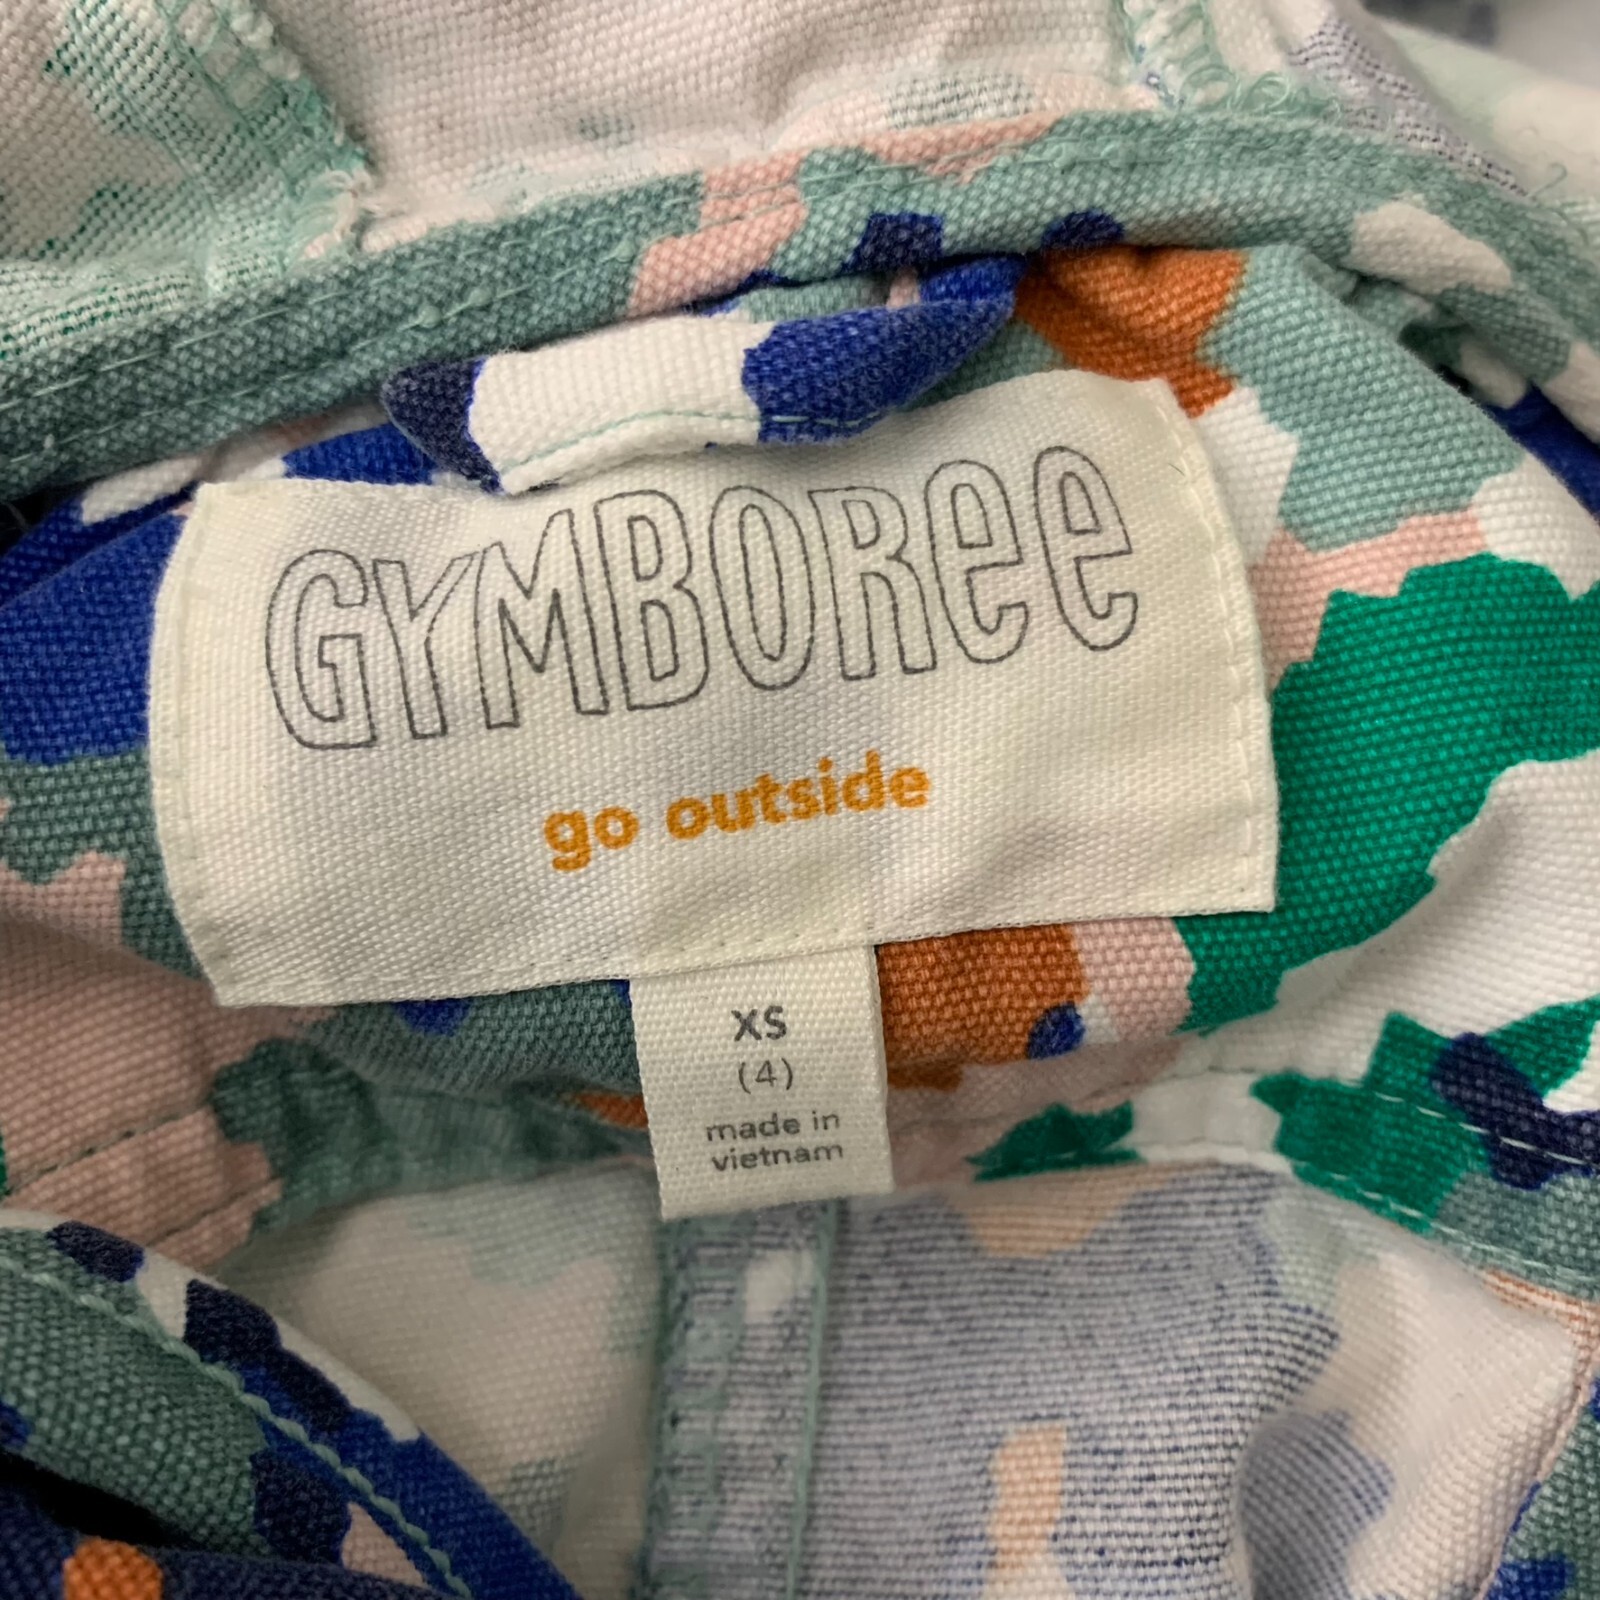 GYMBOREE
go outside
XS
(4)
made in
vietnam